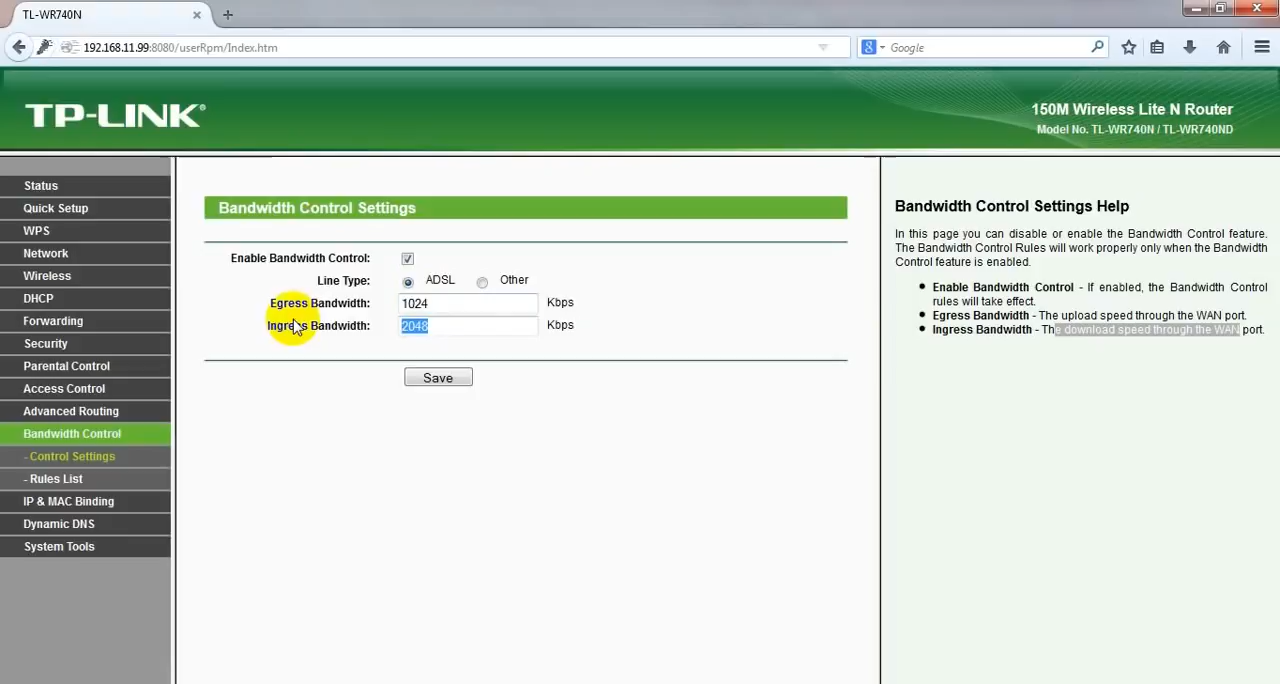 TL-WR740N
192.168.11.99:8080/userRpm/Index.htm
Google
TP-LINK®
150M Wireless Lite N Router
Model No. TL-WR740N / TL-WR740ND
Status
Quick Setup
WPS
Network
Wireless
DHCP
Forwarding
Security
Parental Control
Access Control
Advanced Routing
Bandwidth Control
- Control Settings
- Rules List
IP & MAC Binding
Dynamic DNS
System Tools
Bandwidth Control Settings
Enable Bandwidth Control:
Line Type: ADSL Other
Egress Bandwidth: 1024 Kbps
Ingress Bandwidth: 2048 Kbps
Save
Bandwidth Control Settings Help
In this page you can disable or enable the Bandwidth Control feature.
The Bandwidth Control Rules will work properly only when the Bandwidth
Control feature is enabled.
Enable Bandwidth Control - If enabled, the Bandwidth Control
rules will take effect.
Egress Bandwidth - The upload speed through the WAN port.
Ingress Bandwidth - The download speed through the WAN port.